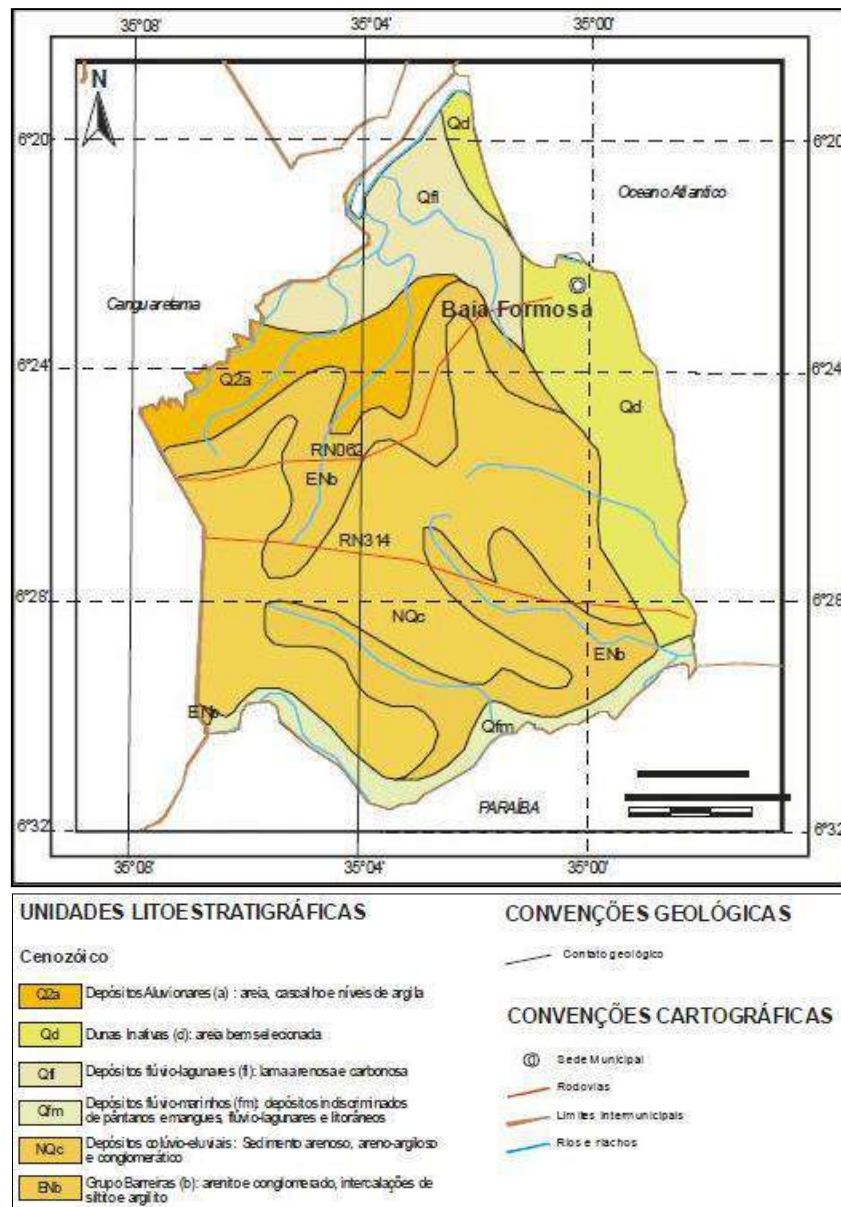 35°08'
35°04'
35°00'
N
Qd
6°20'
6°20'
Oceano Atlantico
Qfl
Canguaretama
Baia Formosa
6°24'
6°24'
Q2a
Qd
RN062
ENb
RN314
6°28'
6°28'
NQc
ENb
ENb
Qfm
PARAÍBA
6°32'
6°32'
35°08'
35°04'
35°00'
UNIDADES LITOESTRATIGRÁFICAS
Cenozóico
Q2a Depósitos Aluvionares (a) : areia, cascalho e níveis de argila
Qd Dunas Inativas (d): areia bem selecionada
Qfl Depósitos flúvio-lagunares (fl): lama arenosa e carbonosa
Qfm Depósitos flúvio-marinhos (fm): depósitos indiscriminados
de pântanos e mangues, flúvio-lagunares e litorâneos
NQc Depósitos colúvio-eluviais: Sedimento arenoso, areno-argiloso
e conglomerático
ENb Grupo Barreiras (b): arenito e conglomerado, intercalações de
siltito e argilito
CONVENÇÕES GEOLÓGICAS
Contato geológico
CONVENÇÕES CARTOGRÁFICAS
Sede Municipal
Rodovias
Limites Intermunicipais
Rios e riachos